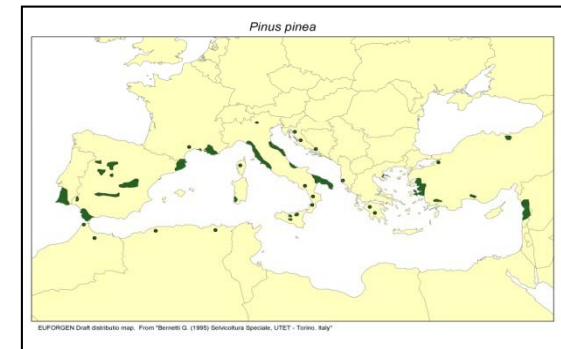 Pinus pinea
EUFORGEN Draft distributio map. From "Bernetti G. (1995) Selvicoltura Speciale, UTET - Torino. Italy"